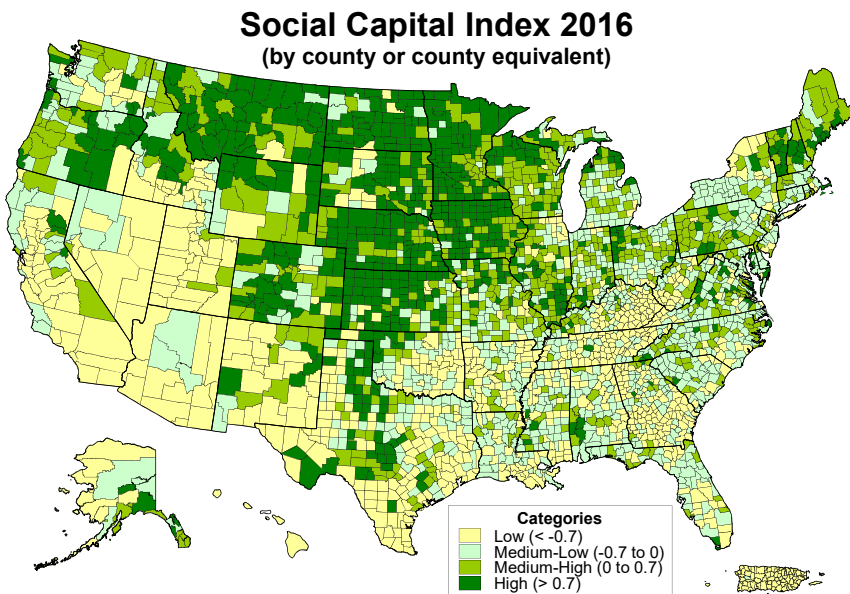 Social Capital Index 2016
(by county or county equivalent)
Categories
Low (< -0.7)
Medium-Low (-0.7 to 0)
Medium-High (0 to 0.7)
High (> 0.7)